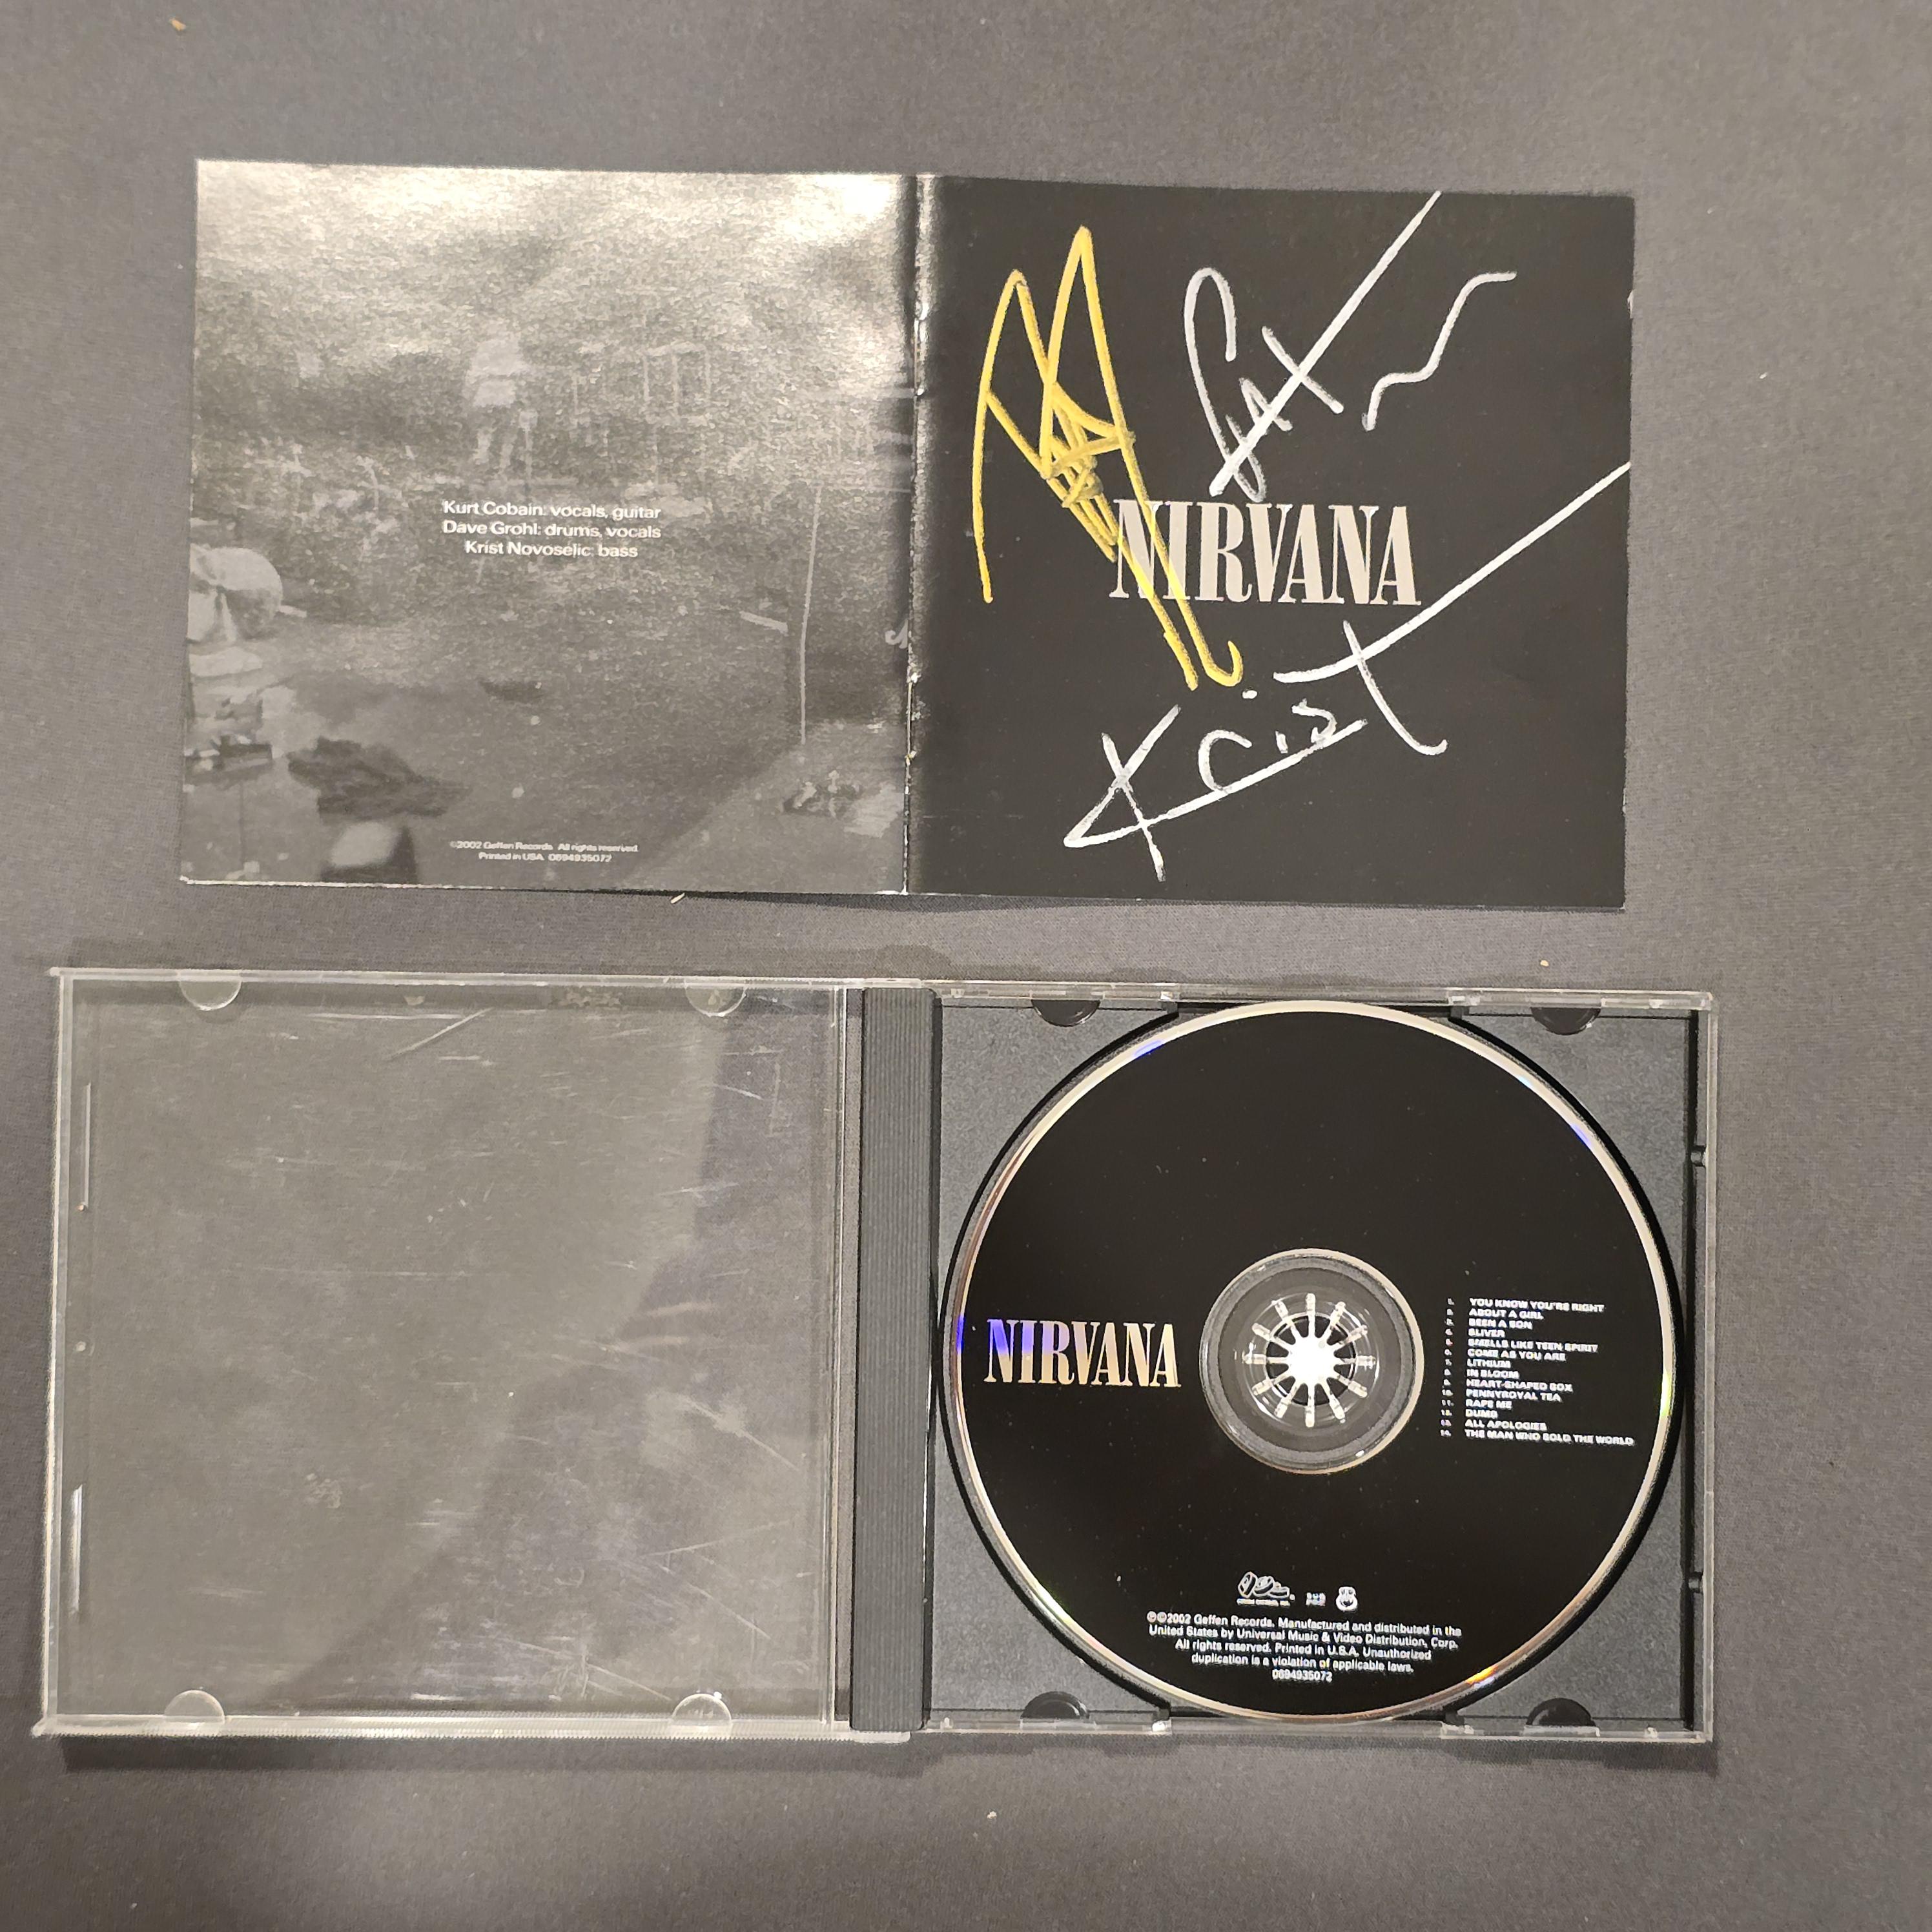 Kurt Cobain: vocals, guitar
Dave Grohl: drums, vocals
Krist Novoselic: bass
©2002 Geffen Records. All rights reserved.
Printed in USA. 0694935072
NIRVANA
Krist
NIRVANA
1. YOU KNOW YOU'RE RIGHT
2. ABOUT A GIRL
3. BEEN A SON
4. SLIVER
5. SMELLS LIKE TEEN SPIRIT
6. COME AS YOU ARE
7. LITHIUM
8. IN BLOOM
9. HEART-SHAPED BOX
10. PENNYROYAL TEA
11. RAPE ME
12. DUMB
13. ALL APOLOGIES
14. THE MAN WHO SOLD THE WORLD
℗©2002 Geffen Records. Manufactured and distributed in the
United States by Universal Music & Video Distribution, Corp.
All rights reserved. Printed in U.S.A. Unauthorized
duplication is a violation of applicable laws.
0694935072